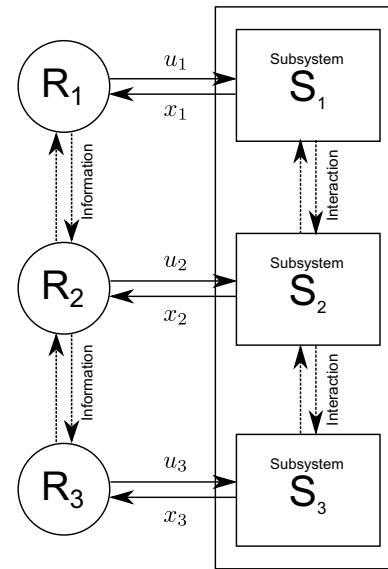 R1
u1
x1
Subsystem
S1
Information
Interaction
R2
u2
x2
Subsystem
S2
Information
Interaction
R3
u3
x3
Subsystem
S3